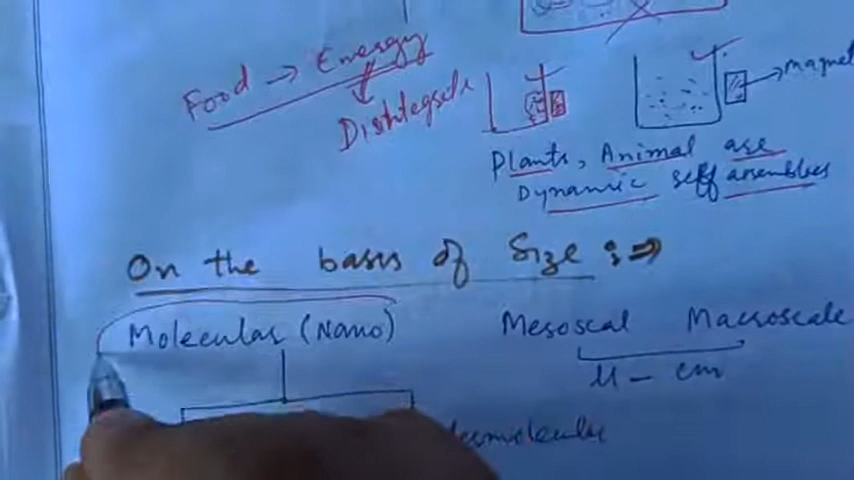 Food → Energy
Dishtegsele
magnet
Plants, Animal are
Dynamic self assemblies
On the basis of Size :⇒
Molecular (Nano)
Mesoscal Macroscale
μ - cm